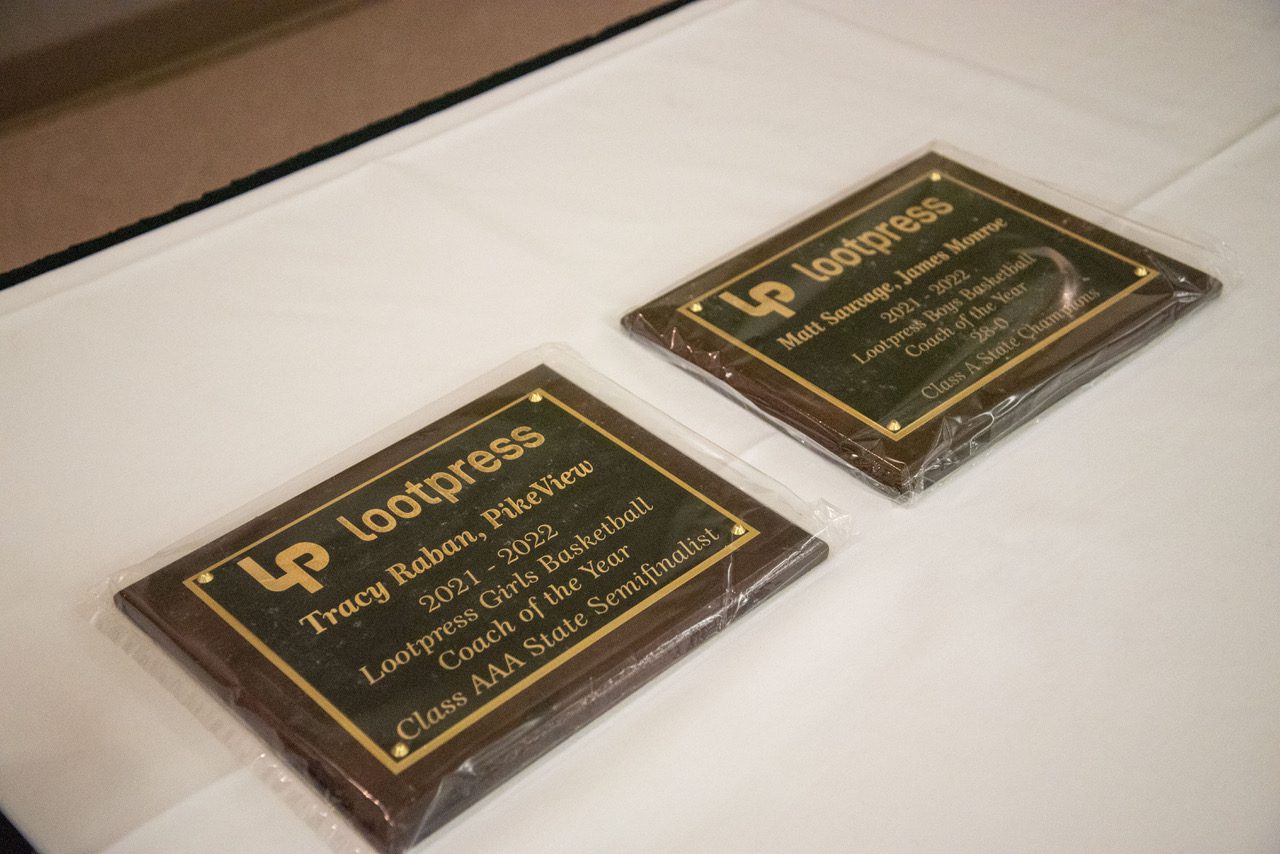 LP lootpress
Tracy Raban, PikeView
2021 - 2022
Lootpress Girls Basketball
Coach of the Year
Class AAA State Semifinalist
LP lootpress
Matt Sauvage, James Monroe
2021 - 2022
Lootpress Boys Basketball
Coach of the Year
28-0
Class A State Champions